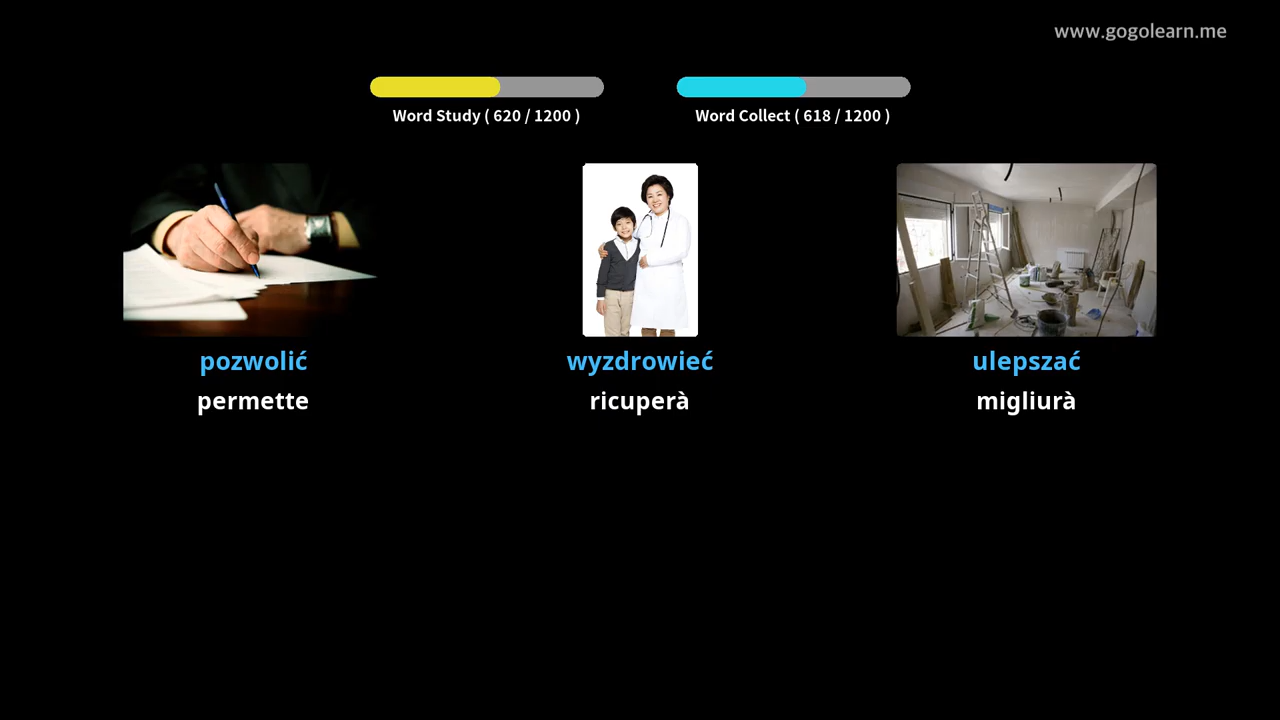 www.gogolearn.me
Word Study ( 620 / 1200 )
Word Collect ( 618 / 1200 )
pozwolić
permette
wyzdrowieć
ricuperà
ulepszać
migliurà